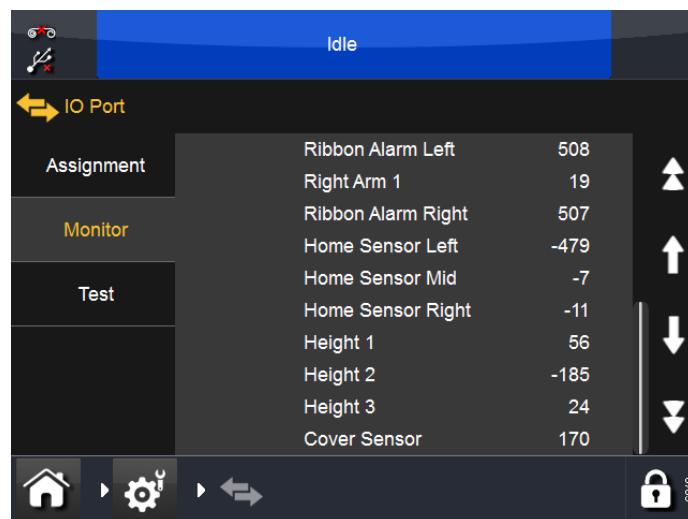 Idle
IO Port
Assignment
Monitor
Test
Ribbon Alarm Left 508
Right Arm 1 19
Ribbon Alarm Right 507
Home Sensor Left -479
Home Sensor Mid -7
Home Sensor Right -11
Height 1 56
Height 2 -185
Height 3 24
Cover Sensor 170